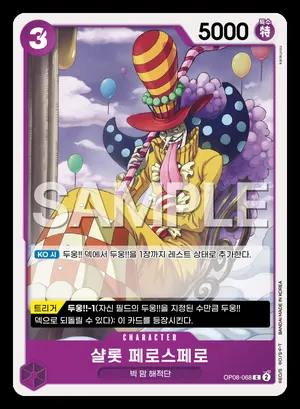 3
5000
특수
特
SAMPLE
KO 시 두웅!! 덱에서 두웅!!을 1장까지 레스트 상태로 추가한다.
트리거 두웅!!-1(자신 필드의 두웅!!을 지정된 수만큼 두웅!!
덱으로 되돌릴 수 있다): 이 카드를 등장시킨다.
CHARACTER
샬롯 페로스페로
빅 맘 해적단
OP08-068 C
2